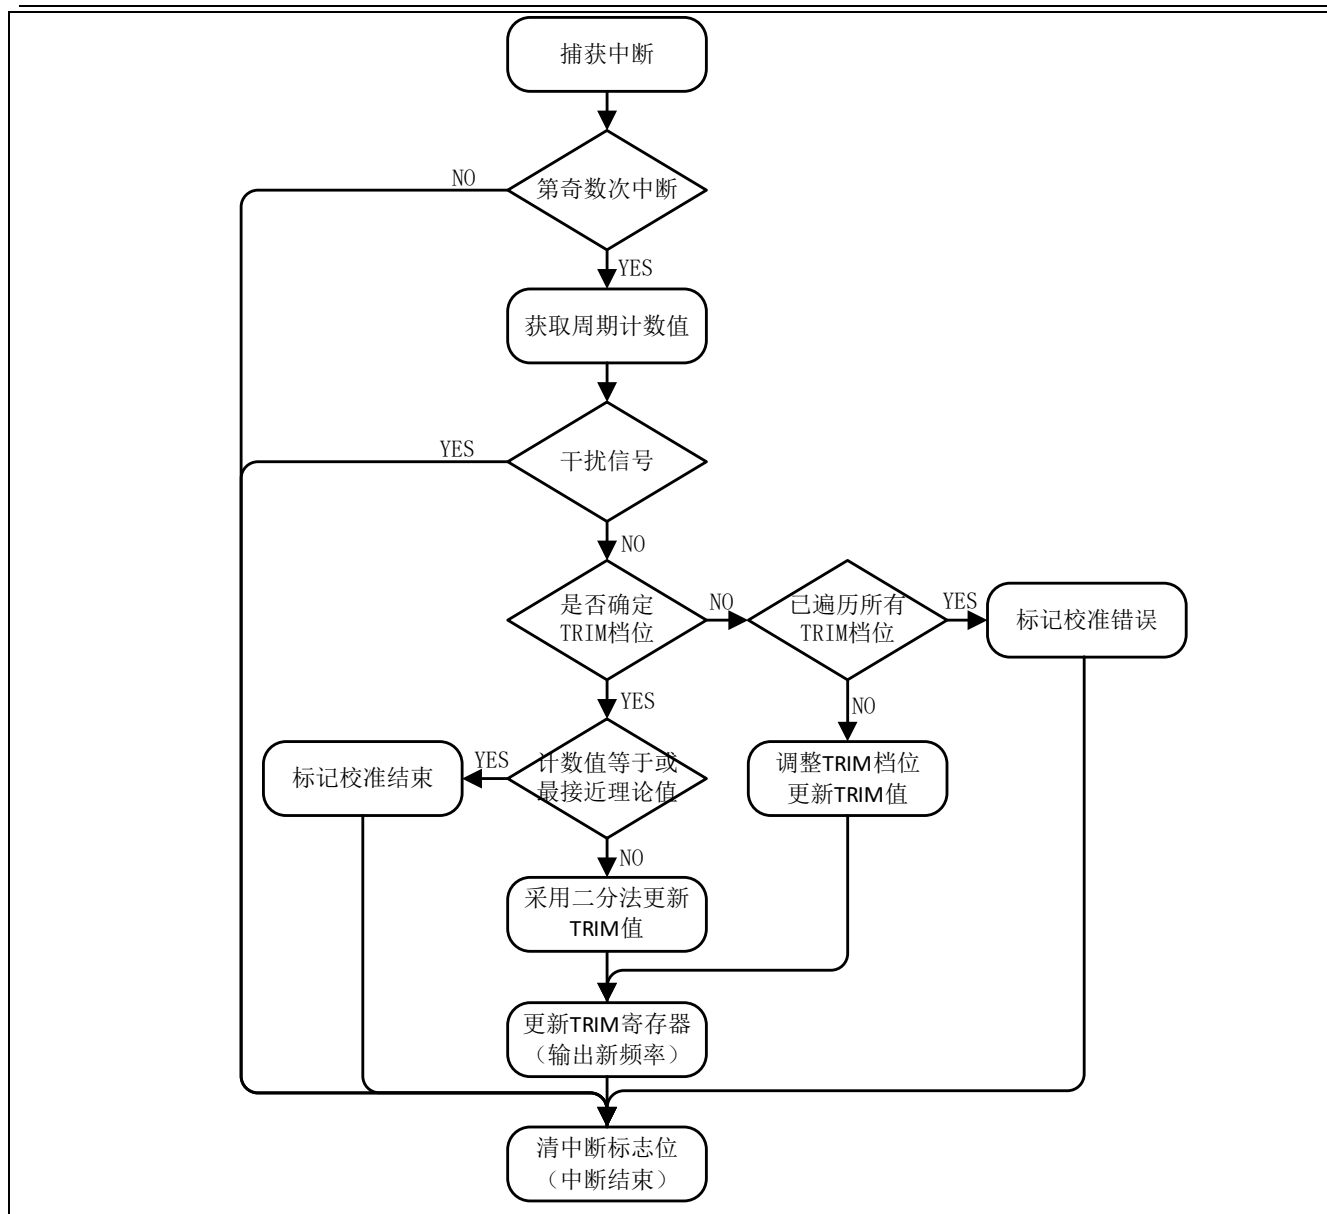 捕获中断
NO
第奇数次中断
YES
获取周期计数值
YES
干扰信号
NO
是否确定
TRIM档位
NO
已遍历所有
TRIM档位
YES
标记校准错误
YES
NO
标记校准结束
YES
计数值等于或
最接近理论值
调整TRIM档位
更新TRIM值
NO
采用二分法更新
TRIM值
更新TRIM寄存器
（输出新频率）
清中断标志位
（中断结束）